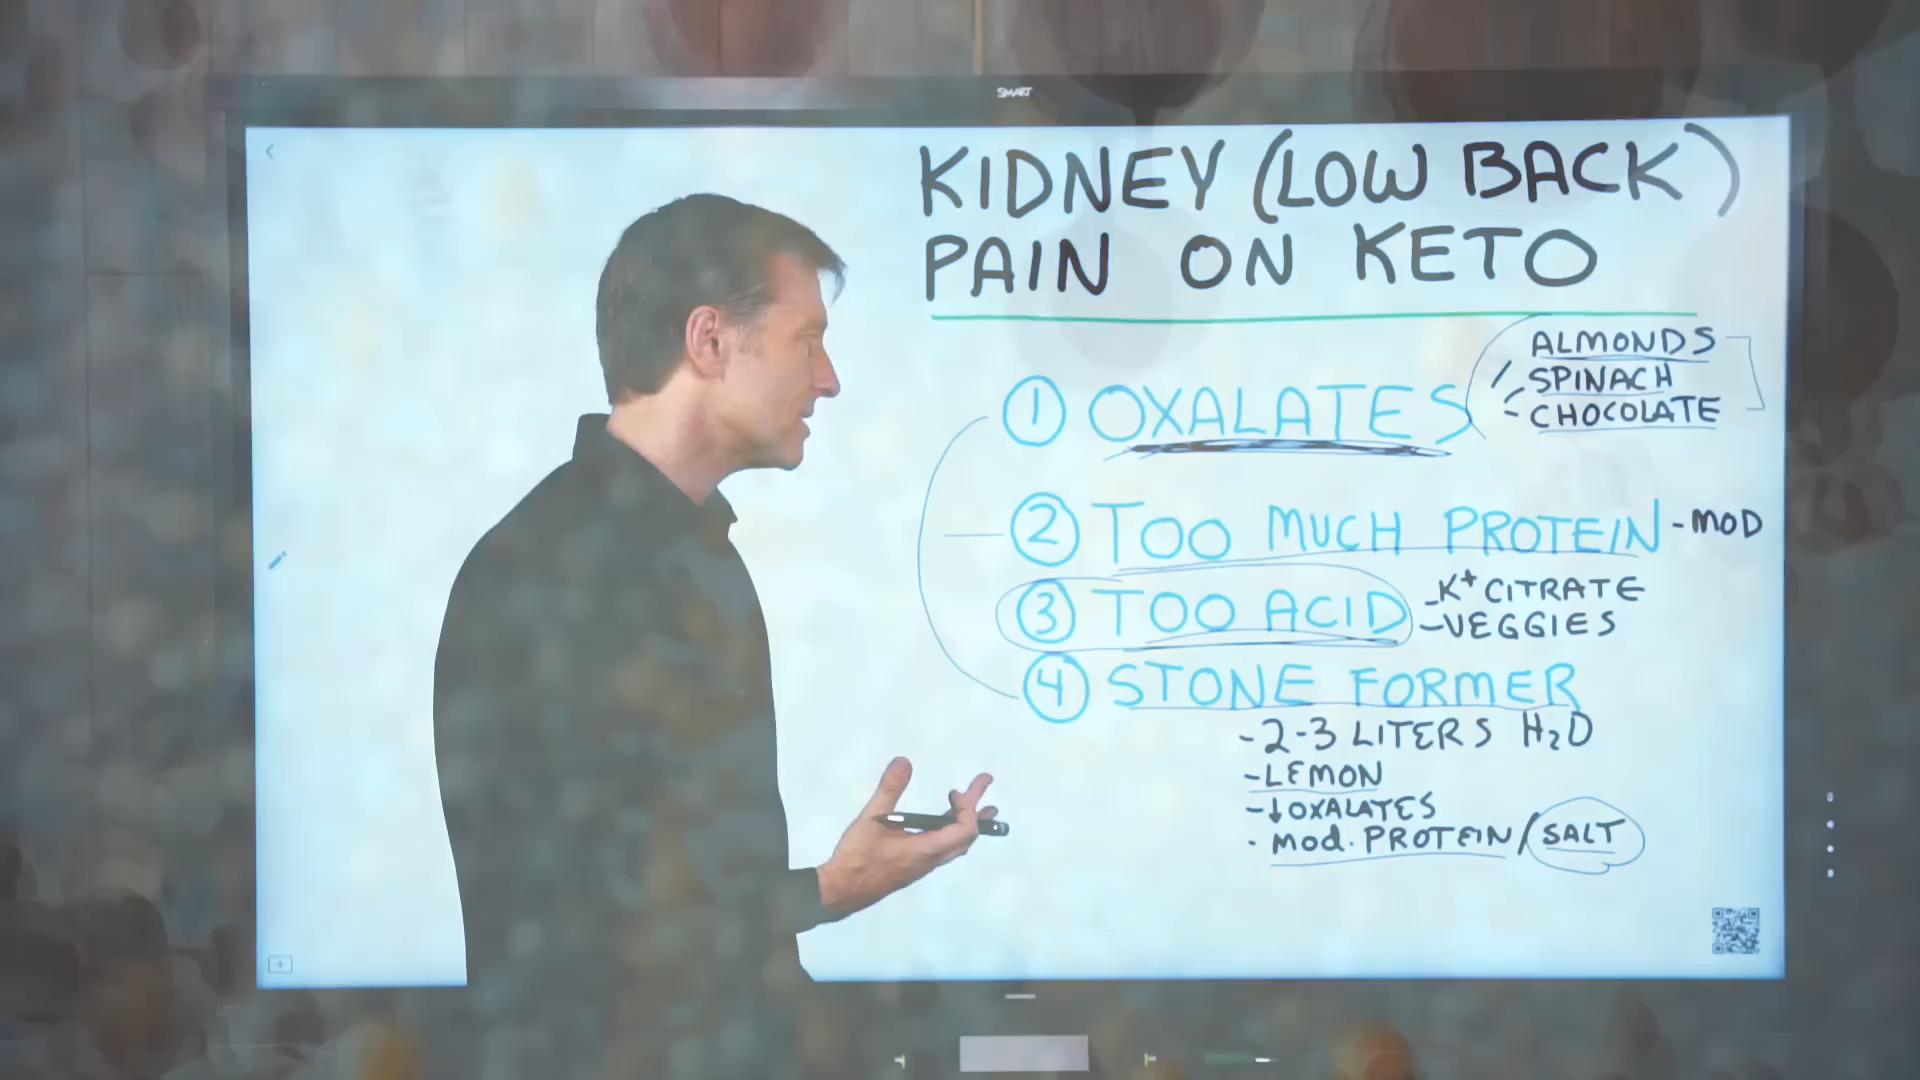 SMART
KIDNEY (LOW BACK)
PAIN ON KETO
ALMONDS
SPINACH
CHOCOLATE
1 OXALATES
2 TOO MUCH PROTEIN - MOD
3 TOO ACID
- K+ CITRATE
- VEGGIES
4 STONE FORMER
- 2-3 LITERS H2O
- LEMON
- ↓ OXALATES
- MOD. PROTEIN / SALT